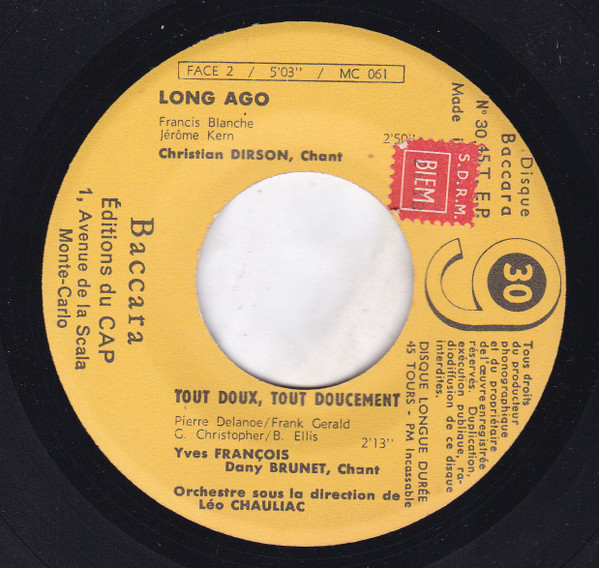 FACE 2 / 5'03'' / MC 061
LONG AGO
Francis Blanche
Jérôme Kern 2'50''
Christian DIRSON, Chant
Disque
Baccara
N° 30 45 T. E.P.
Made
S.D.R.M.
BIEM
g
30
Baccara
Éditions du CAP
1, Avenue de la Scala
Monte-Carlo
Tous droits
du producteur
phonographique
et du propriétaire
de l'œuvre enregistrée
réservés. Duplication,
exécution publique, ra-
diodiffusion de ce disque
interdites.
DISQUE LONGUE DURÉE
45 TOURS - PM Incassable
TOUT DOUX, TOUT DOUCEMENT
Pierre Delanoe/Frank Gerald
G. Christopher/B. Ellis 2'13''
Yves FRANÇOIS
Dany BRUNET, Chant
Orchestre sous la direction de
Léo CHAULIAC